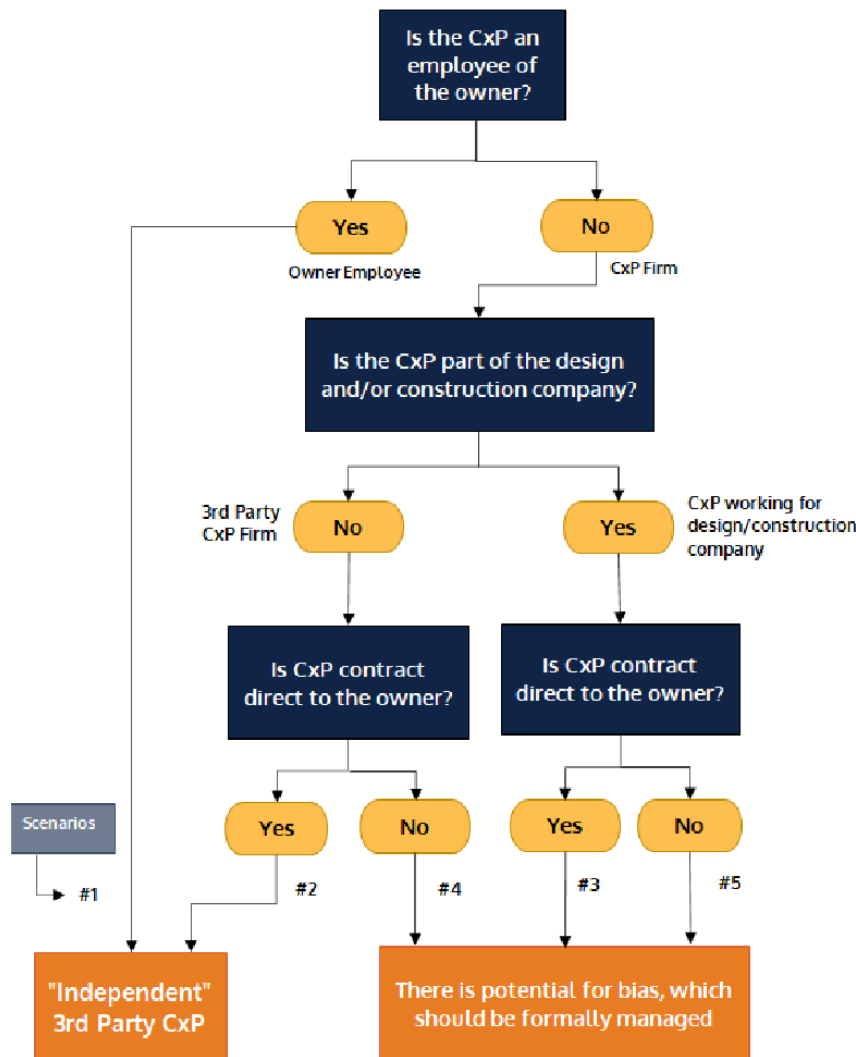 Is the CxP an
employee of
the owner?
Yes
No
Owner Employee
CxP Firm
Is the CxP part of the design
and/or construction company?
3rd Party
CxP Firm
No
Yes
CxP working for
design/construction
company
Is CxP contract
direct to the owner?
Is CxP contract
direct to the owner?
Scenarios
#1
Yes
No
Yes
No
#2
#4
#3
#5
"Independent"
3rd Party CxP
There is potential for bias, which
should be formally managed